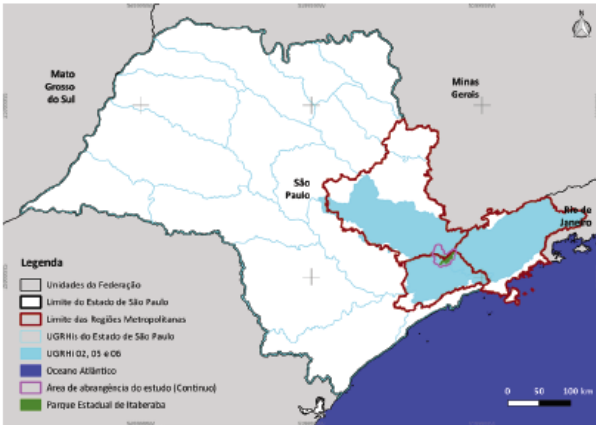 N
Mato
Grosso
do Sul
Minas
Gerais
São
Paulo
Rio de
Janeiro
Legenda
Unidades da Federação
Limite do Estado de São Paulo
Limite das Regiões Metropolitanas
UGRHIs do Estado de São Paulo
UGRHI 02, 05 e 06
Oceano Atlântico
Área de abrangência do estudo (Contínuo)
Parque Estadual de Itaberaba
0 50 100 km